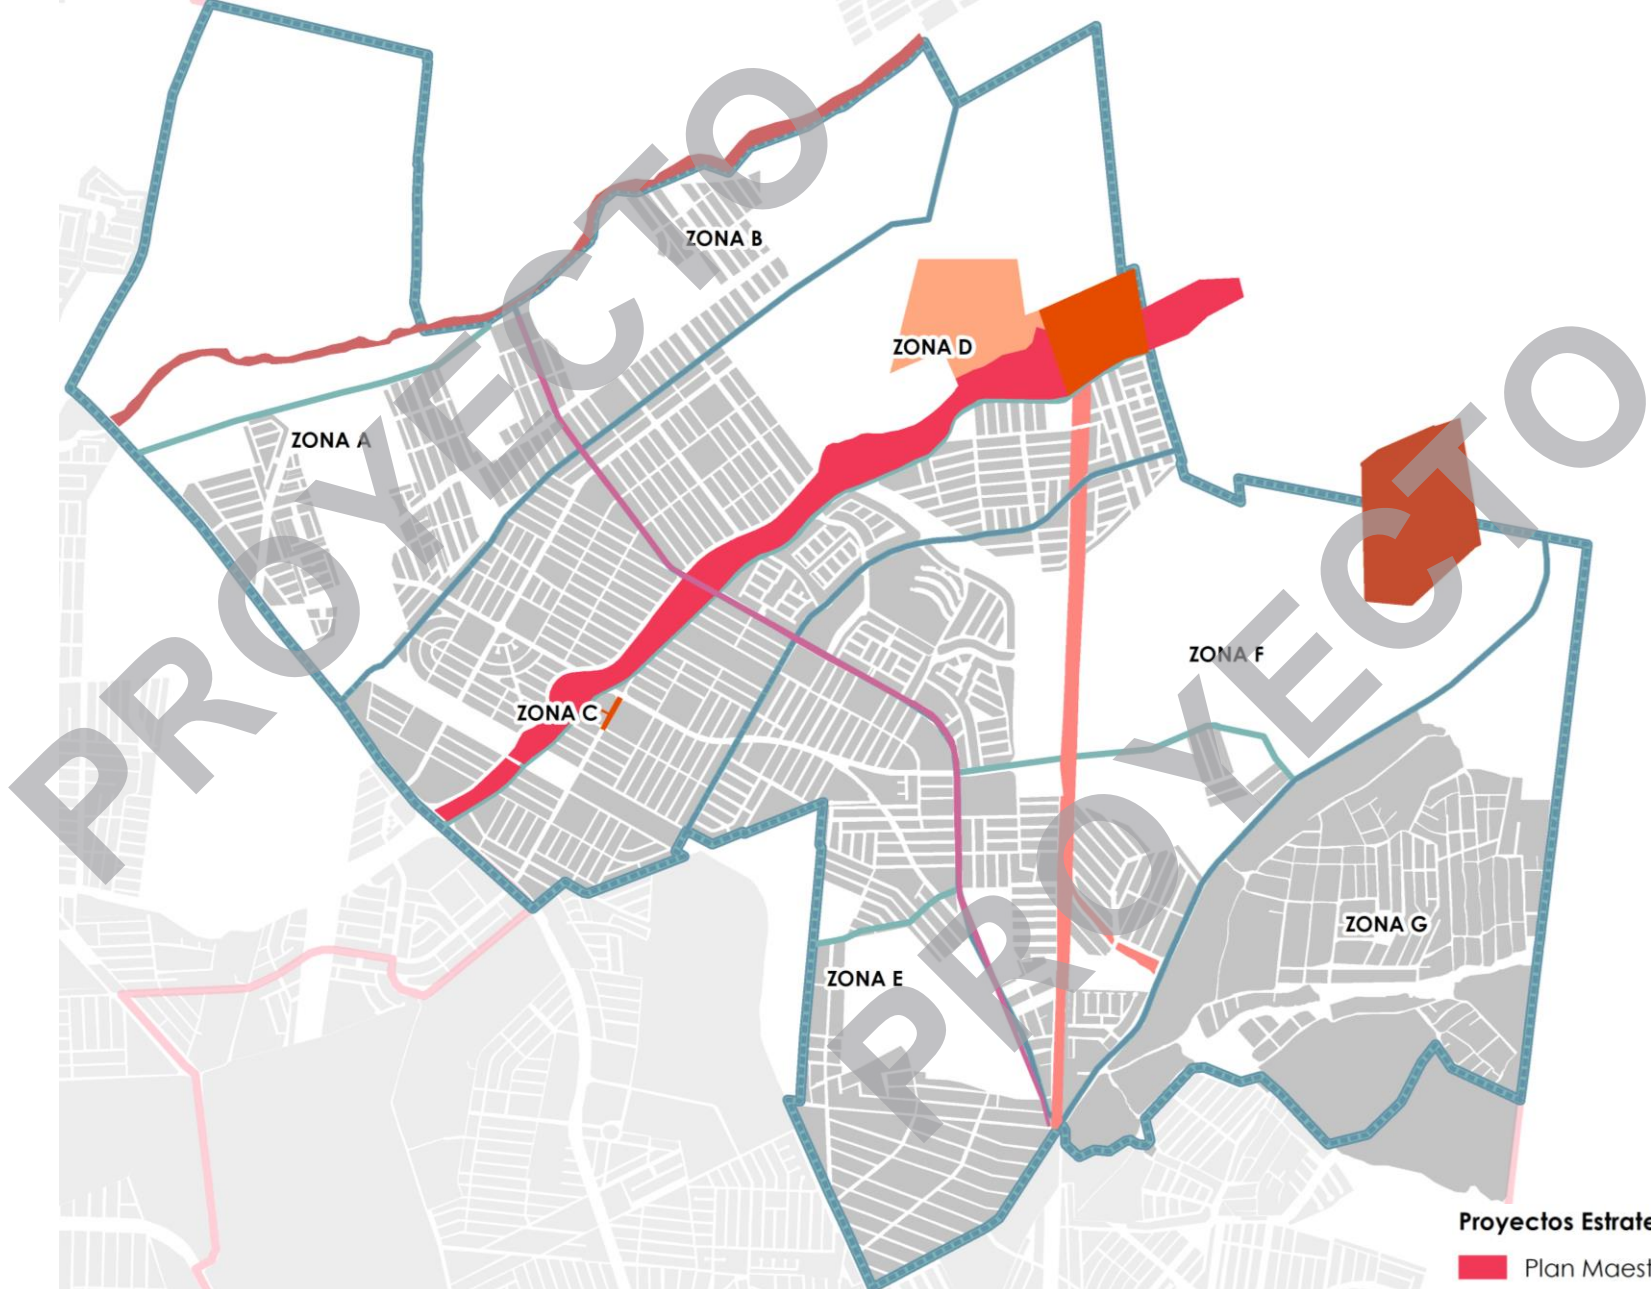 PROYECTO
ZONA B
ZONA D
ZONA A
ZONA F
ZONA C
PROYECTO
ZONA G
ZONA E
Proyectos Estrate
Plan Maest